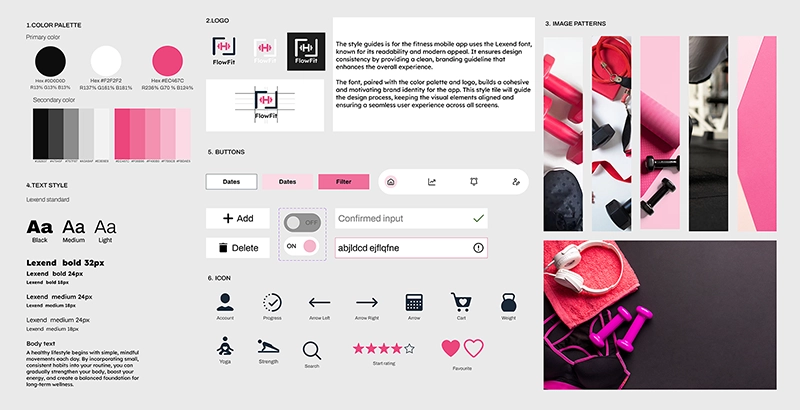 1.COLOR PALETTE
Primary color
Hex #0D0D0D
R13% G13% B13%
Hex #F2F2F2
R137% G181% B181%
Hex #EC467C
R236% G70 % B124%
Secondary color
4.TEXT STYLE
Lexend standard
Aa Aa Aa
Black Medium Light
Lexend bold 32px
Lexend bold 24px
Lexend bold 18px
Lexend medium 24px
Lexend medium 18px
Lexend medium 24px
Lexend medium 18px
Body text
A healthy lifestyle begins with simple, mindful
movements each day. By incorporating small,
consistent habits into your routine, you can
gradually strengthen your body, boost your
energy, and create a balanced foundation for
long-term wellness.
2.LOGO
FlowFit
FlowFit
FlowFit
The style guides is for the fitness mobile app uses the Lexend font,
known for its readability and modern appeal. It ensures design
consistency by providing a clean, branding guideline that
enhances the overall experience.
The font, paired with the color palette and logo, builds a cohesive
and motivating brand identity for the app. This style tile will guide
the design process, keeping the visual elements aligned and
ensuring a seamless user experience across all screens.
5. BUTTONS
Dates
Dates
Filter
Add
OFF
Confirmed input
Delete
ON
abjldcd ejflqfne
6. ICON
Account
Progress
Arrow Left
Arrow Right
Arrow
Cart
Weight
Yoga
Strength
Search
Start rating
Favourite
3. IMAGE PATTERNS